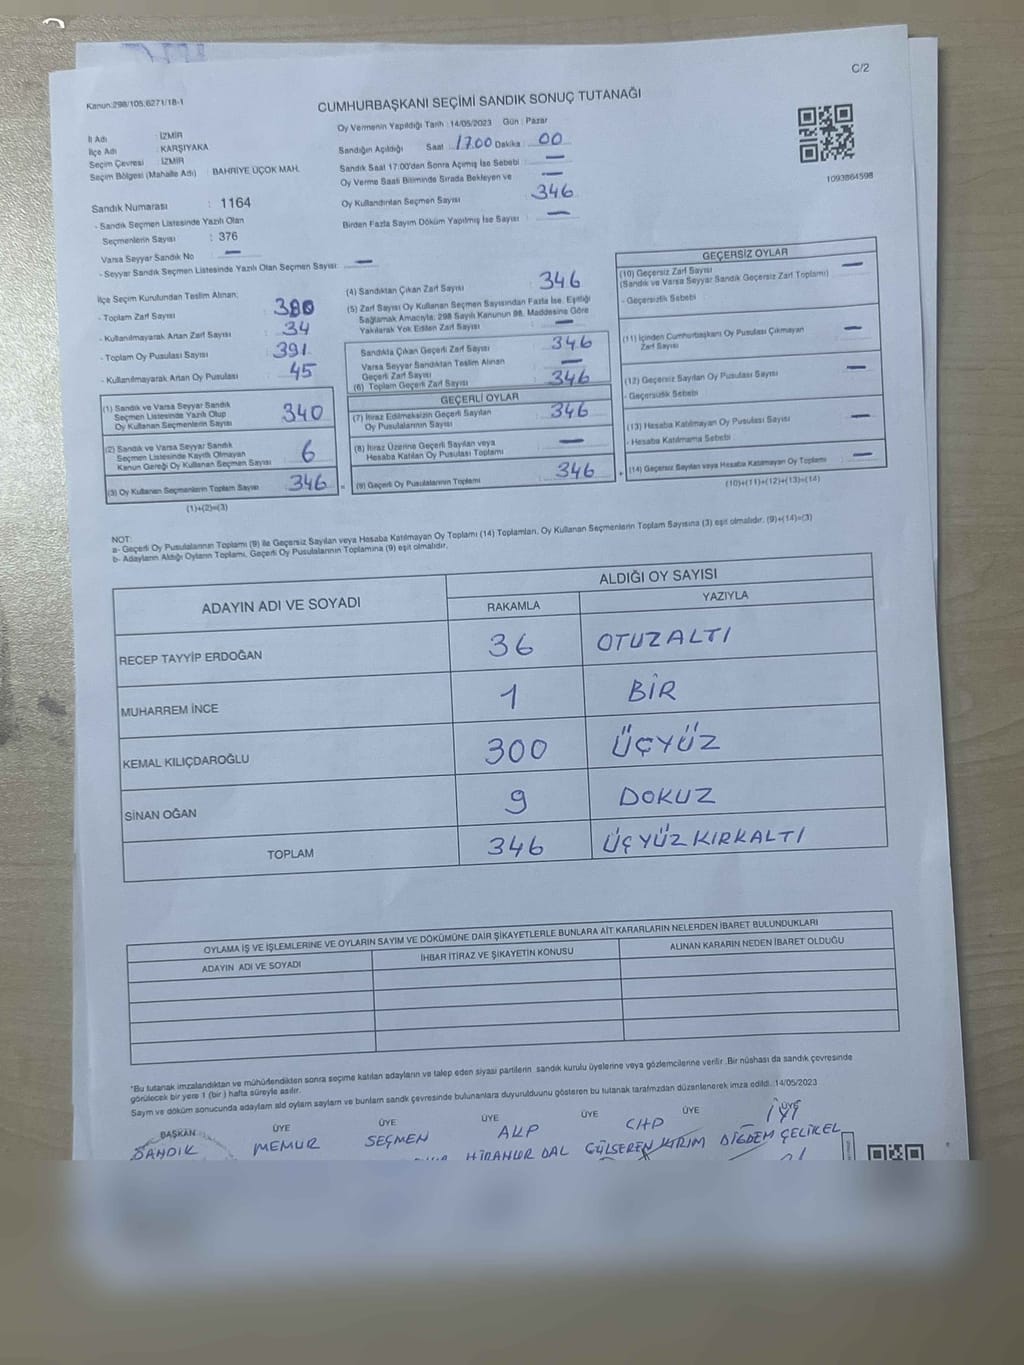 C/2
Kanun:298/105;6271/18-1
CUMHURBAŞKANI SEÇİMİ SANDIK SONUÇ TUTANAĞI
İl Adı : İZMİR
İlçe Adı : KARŞIYAKA
Seçim Çevresi : İZMİR
Seçim Bölgesi (Mahalle Adı) : BAHRİYE ÜÇOK MAH.
Sandık Numarası : 1164
- Sandık Seçmen Listesinde Yazılı Olan
Seçmenlerin Sayısı : 376
Varsa Seyyar Sandık No —
- Seyyar Sandık Seçmen Listesinde Yazılı Olan Seçmen Sayısı: —
Oy Vermenin Yapıldığı Tarih : 14/05/2023 Gün : Pazar
Sandığın Açıldığı Saat 17.00 Dakika : 00
Sandık Saat 17:00'den Sonra Açımış İse Sebebi : —
Oy Verme Saati Bitiminde Sırada Bekleyen ve —
Oy Kullandırılan Seçmen Sayısı : 346
Birden Fazla Sayım Döküm Yapılmış İse Sayısı : —
1093864598
İlçe Seçim Kurulundan Teslim Alınan;
- Toplam Zarf Sayısı : 380
- Kullanılmayarak Artan Zarf Sayısı : 34
- Toplam Oy Pusulası Sayısı : 391
- Kullanılmayarak Artan Oy Pusulası : 45
(1) Sandık ve Varsa Seyyar Sandık
Seçmen Listesinde Yazılı Olup
Oy Kullanan Seçmenlerin Sayısı : 340
(2) Sandık ve Varsa Seyyar Sandık
Seçmen Listesinde Kayıtlı Olmayan
Kanun Gereği Oy Kullanan Seçmen Sayısı : 6
(3) Oy Kullanan Seçmenlerin Toplam Sayısı : 346 =
(1)+(2)=(3)
(4) Sandıktan Çıkan Zarf Sayısı : 346
(5) Zarf Sayısı Oy Kullanan Seçmen Sayısından Fazla İse, Eşitliği
Sağlamak Amacıyla; 298 Sayılı Kanunun 98. Maddesine Göre
Yakılarak Yok Edilen Zarf Sayısı : —
Sandıkta Çıkan Geçerli Zarf Sayısı : 346
Varsa Seyyar Sandıktan Teslim Alınan
Geçerli Zarf Sayısı : —
(6) Toplam Geçerli Zarf Sayısı : 346
GEÇERLİ OYLAR
(7) İtiraz Edilmeksizin Geçerli Sayılan
Oy Pusulasının Sayısı : 346
(8) İtiraz Üzerine Geçerli Sayılan veya
Hesaba Katılan Oy Pusulası Toplamı : —
(9) Geçerli Oy Pusulalarının Toplamı : 346 +
GEÇERSİZ OYLAR
(10) Geçersiz Zarf Sayısı : —
(Sandık ve Varsa Seyyar Sandık Geçersiz Zarf Toplamı)
- Geçersizlik Sebebi
(11) İçinden Cumhurbaşkanı Oy Pusulası Çıkmayan
Zarf Sayısı : —
(12) Geçersiz Sayılan Oy Pusulası Sayısı : —
- Geçersizlik Sebebi
(13) Hesaba Katılmayan Oy Pusulası Sayısı : —
- Hesaba Katılmama Sebebi
(14) Geçersiz Sayılan veya Hesaba Katılmayan Oy Toplamı : —
(10)+(11)+(12)+(13)=(14)
NOT:
a- Geçerli Oy Pusulalarının Toplamı (9) ile Geçersiz Sayılan veya Hesaba Katılmayan Oy Toplamı (14) Toplamları, Oy Kullanan Seçmenlerin Toplam Sayısına (3) eşit olmalıdır. (9)+(14)=(3)
b- Adayların Aldığı Oyların Toplamı, Geçerli Oy Pusulalarının Toplamına (9) eşit olmalıdır.
ADAYIN ADI VE SOYADI
ALDIĞI OY SAYISI
RAKAMLA YAZIYLA
RECEP TAYYİP ERDOĞAN 36 OTUZALTI
MUHARREM İNCE 1 BİR
KEMAL KILIÇDAROĞLU 300 ÜÇYÜZ
SİNAN OĞAN 9 DOKUZ
TOPLAM 346 ÜÇYÜZKIRKALTI
OYLAMA İŞ VE İŞLEMLERİNE VE OYLARIN SAYIM VE DÖKÜMÜNE DAİR ŞİKAYETLERLE BUNLARA AİT KARARLARIN NELERDEN İBARET BULUNDUKLARI
ADAYIN ADI VE SOYADI İHBAR İTİRAZ VE ŞİKAYETİN KONUSU ALINAN KARARIN NEDEN İBARET OLDUĞU
*Bu tutanak imzalandıktan ve mühürlendikten sonra seçime katılan adayların ve talep eden siyasi partilerin sandık kurulu üyelerine veya gözlemcilerine verilir .Bir nüshası da sandık çevresinde
görülecek bir yere 1 (bir ) hafta süreyle asılır.
Sayım ve döküm sonucunda adayların aldı oyların sayıları ve bunların sandık çevresinde bulunanlara duyurulduunu gösteren bu tutanak tarafımızdan düzenlenerek imza edildi. 14/05/2023
BAŞKAN ÜYE ÜYE ÜYE ÜYE ÜYE
SANDIK MEMUR SEÇMEN AKP CHP İYİ
HİRANUR DAL GÜLSEREN KIRIM DİĞDEM ÇELİKEL